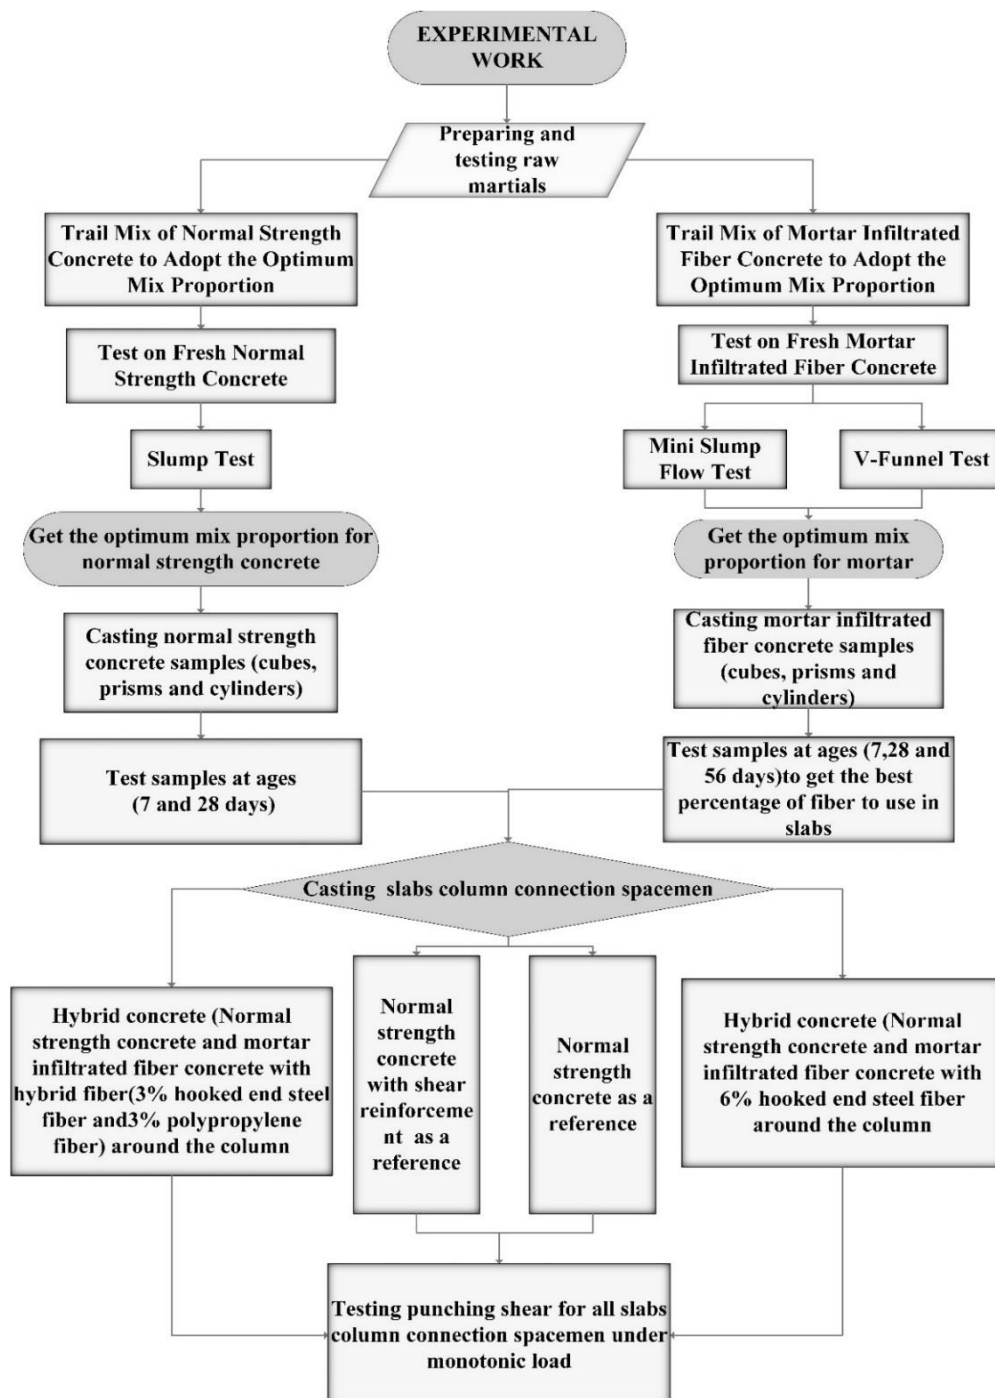 EXPERIMENTAL
WORK
Preparing and
testing raw
martials
Trail Mix of Normal Strength
Concrete to Adopt the Optimum
Mix Proportion
Trail Mix of Mortar Infiltrated
Fiber Concrete to Adopt the
Optimum Mix Proportion
Test on Fresh Normal
Strength Concrete
Test on Fresh Mortar
Infiltrated Fiber Concrete
Slump Test
Mini Slump
Flow Test
V-Funnel Test
Get the optimum mix proportion for
normal strength concrete
Get the optimum mix
proportion for mortar
Casting normal strength
concrete samples (cubes,
prisms and cylinders)
Casting mortar infiltrated
fiber concrete samples
(cubes, prisms and
cylinders)
Test samples at ages
(7 and 28 days)
Test samples at ages (7,28 and
56 days)to get the best
percentage of fiber to use in
slabs
Casting slabs column connection spacemen
Hybrid concrete (Normal
strength concrete and mortar
infiltrated fiber concrete with
hybrid fiber(3% hooked end steel
fiber and3% polypropylene
fiber) around the column
Normal
strength
concrete
with shear
reinforceme
nt as a
reference
Normal
strength
concrete as a
reference
Hybrid concrete (Normal
strength concrete and mortar
infiltrated fiber concrete with
6% hooked end steel fiber
around the column
Testing punching shear for all slabs
column connection spacemen under
monotonic load